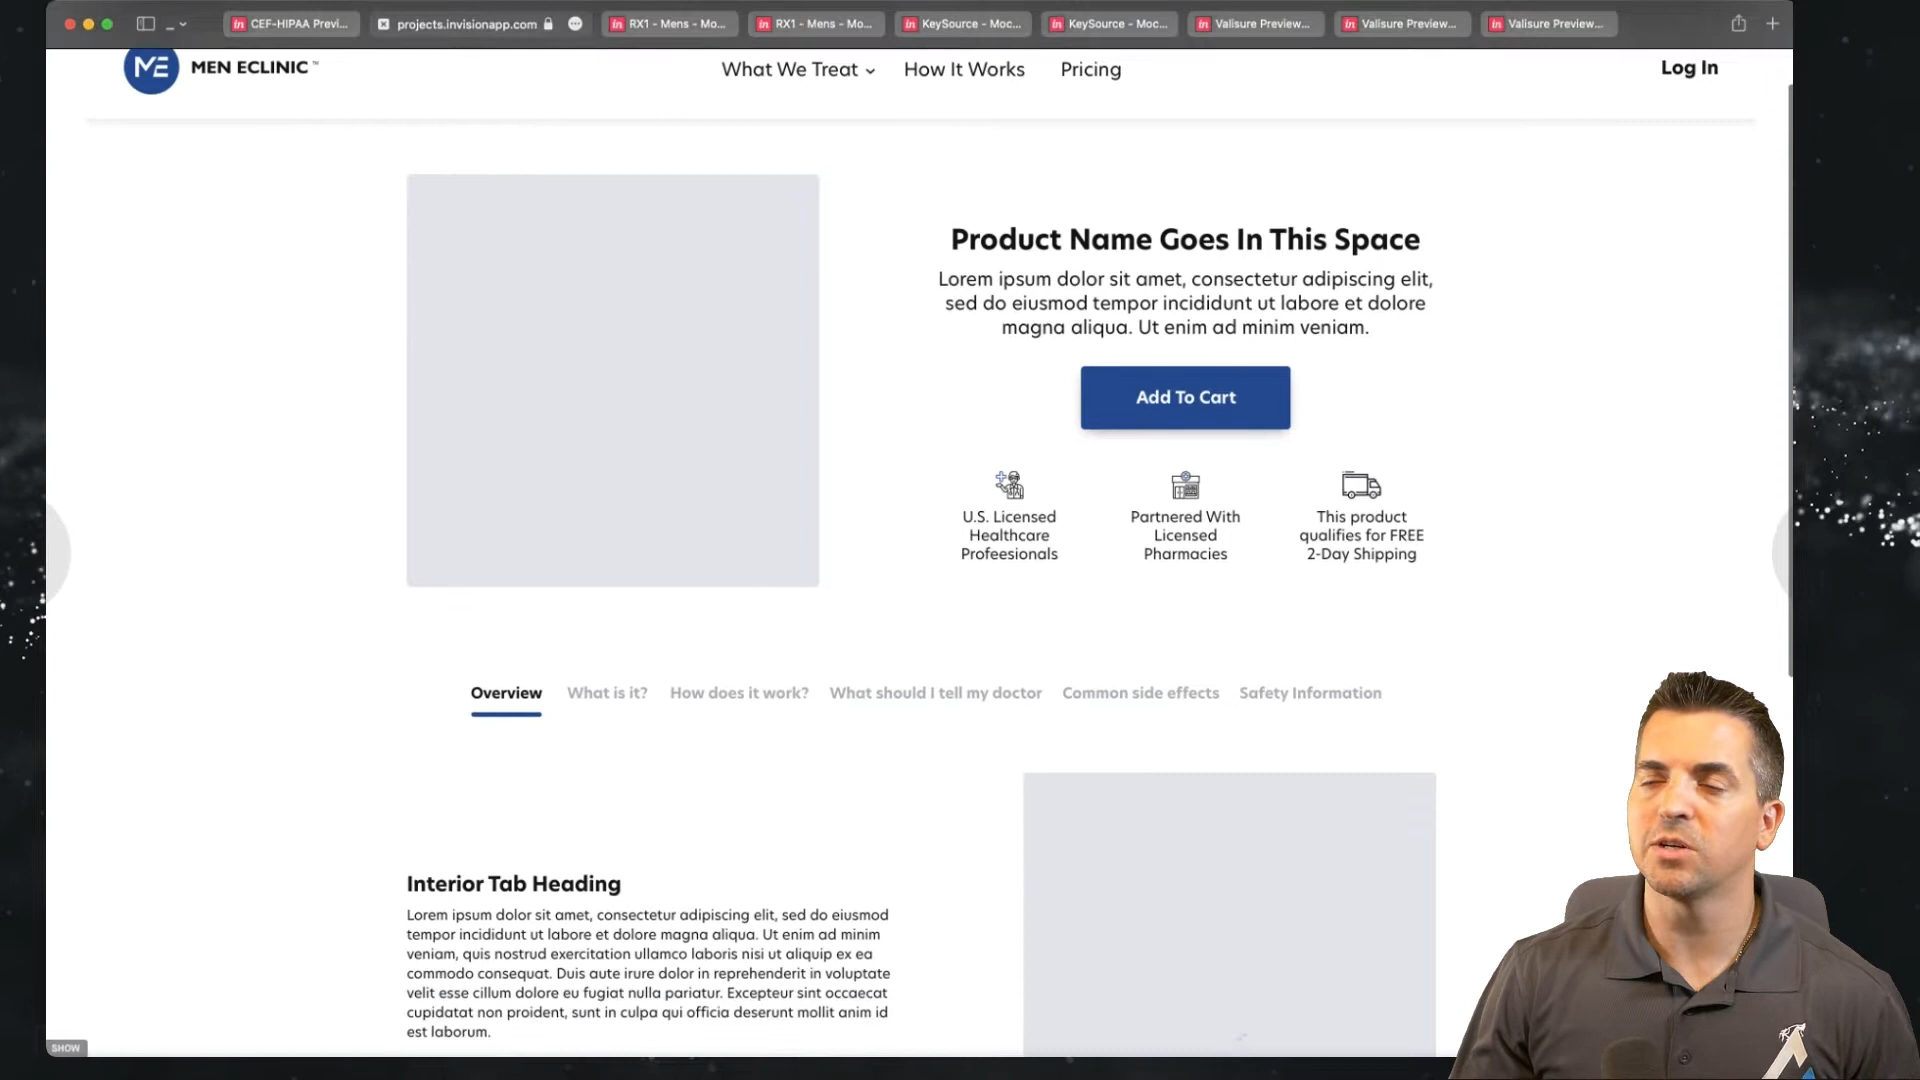 CEF-HIPAA Previ...
projects.invisionapp.com
RX1 - Mens - Mo...
RX1 - Mens - Mo...
KeySource - Moc...
KeySource - Moc...
Valisure Preview...
Valisure Preview...
Valisure Preview...
ME MEN ECLINIC ™
What We Treat
How It Works
Pricing
Log In
Product Name Goes In This Space
Lorem ipsum dolor sit amet, consectetur adipiscing elit,
sed do eiusmod tempor incididunt ut labore et dolore
magna aliqua. Ut enim ad minim veniam.
Add To Cart
U.S. Licensed
Healthcare
Profeesionals
Partnered With
Licensed
Pharmacies
This product
qualifies for FREE
2-Day Shipping
Overview
What is it?
How does it work?
What should I tell my doctor
Common side effects
Safety Information
Interior Tab Heading
Lorem ipsum dolor sit amet, consectetur adipiscing elit, sed do eiusmod
tempor incididunt ut labore et dolore magna aliqua. Ut enim ad minim
veniam, quis nostrud exercitation ullamco laboris nisi ut aliquip ex ea
commodo consequat. Duis aute irure dolor in reprehenderit in voluptate
velit esse cillum dolore eu fugiat nulla pariatur. Excepteur sint occaecat
cupidatat non proident, sunt in culpa qui officia deserunt mollit anim id
est laborum.
SHOW